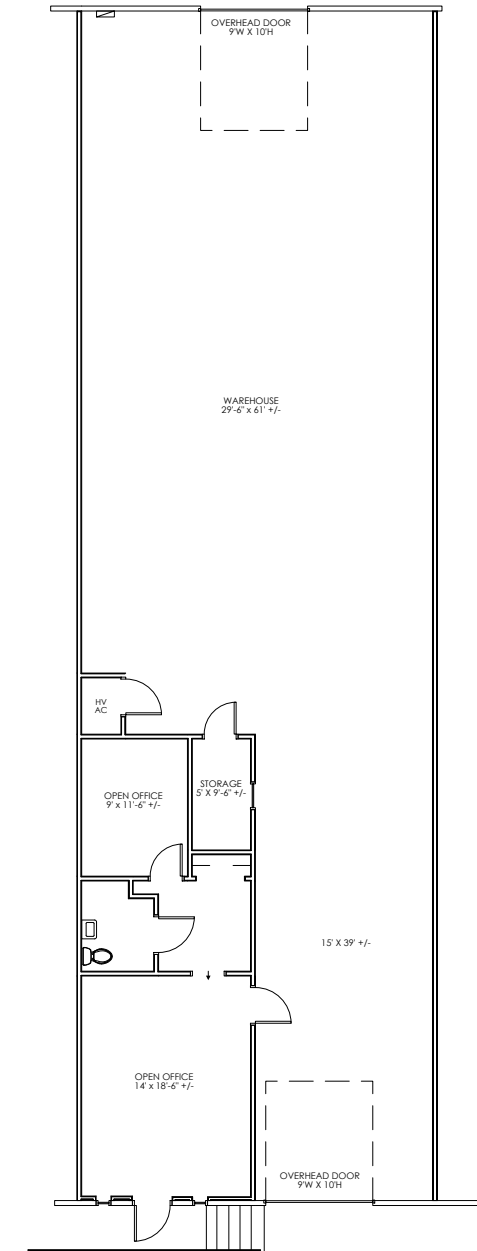 OVERHEAD DOOR
9'W X 10'H
WAREHOUSE
29'-6" x 61' +/-
HV
AC
STORAGE
5' X 9'-6" +/-
OPEN OFFICE
9' x 11'-6" +/-
15' X 39' +/-
OPEN OFFICE
14' x 18'-6" +/-
OVERHEAD DOOR
9'W X 10'H